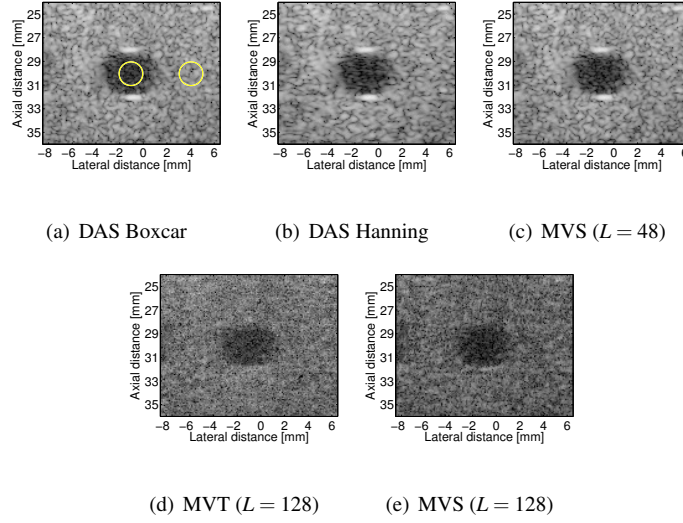 25
27
29
31
33
35
Axial distance [mm]
−8 −6 −4 −2 0 2 4 6
Lateral distance [mm]
(a) DAS Boxcar
25
27
29
31
33
35
Axial distance [mm]
−8 −6 −4 −2 0 2 4 6
Lateral distance [mm]
(b) DAS Hanning
25
27
29
31
33
35
Axial distance [mm]
−8 −6 −4 −2 0 2 4 6
Lateral distance [mm]
(c) MVS (L = 48)
25
27
29
31
33
35
Axial distance [mm]
−8 −6 −4 −2 0 2 4 6
Lateral distance [mm]
(d) MVT (L = 128)
25
27
29
31
33
35
Axial distance [mm]
−8 −6 −4 −2 0 2 4 6
Lateral distance [mm]
(e) MVS (L = 128)